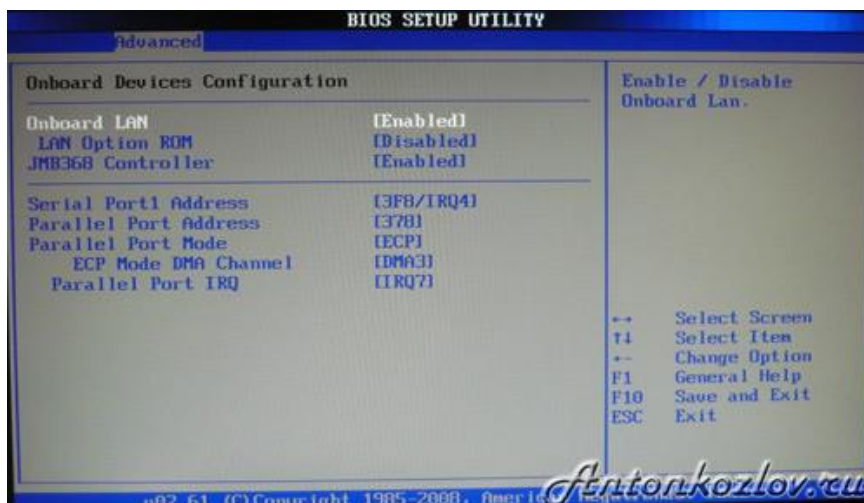 BIOS SETUP UTILITY
Advanced
Onboard Devices Configuration
Onboard LAN [Enabled]
LAN Option ROM [Disabled]
JMB368 Controller [Enabled]
Serial Port1 Address [3F8/IRQ4]
Parallel Port Address [378]
Parallel Port Mode [ECP]
ECP Mode DMA Channel [DMA3]
Parallel Port IRQ [IRQ7]
Enable / Disable
Onboard Lan.
←→ Select Screen
↑↓ Select Item
+- Change Option
F1 General Help
F10 Save and Exit
ESC Exit
v02.61 (C)Copyright 1985-2008,
Antonkozlov.ru